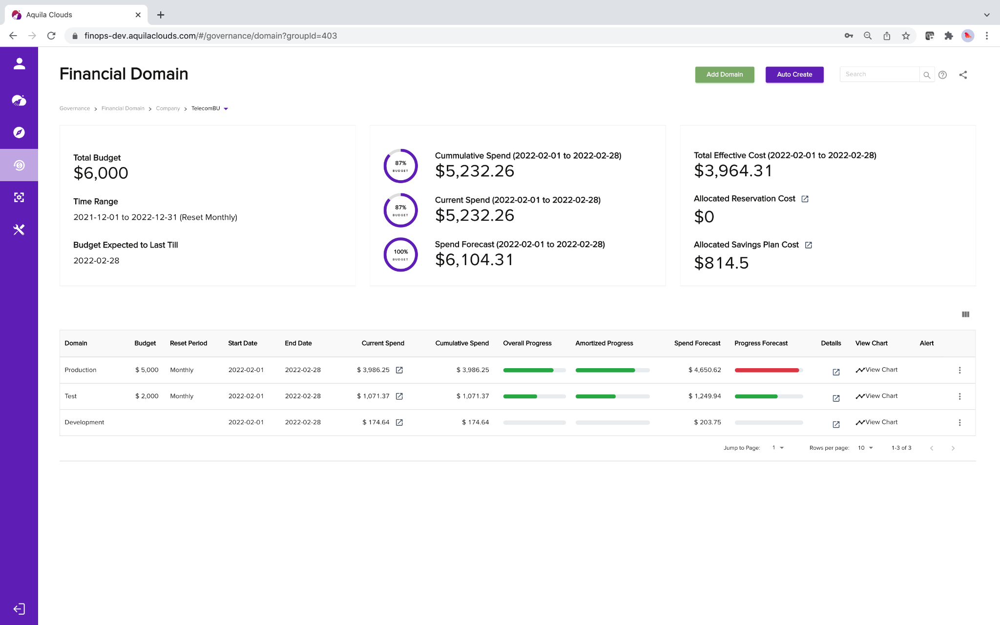 Aquila Clouds
finops-dev.aquilaclouds.com/#/governance/domain?groupId=403
Financial Domain
Add Domain
Auto Create
Search
Governance > Financial Domain > Company > TelecomBU
Total Budget
$6,000
Time Range
2021-12-01 to 2022-12-31 (Reset Monthly)
Budget Expected to Last Till
2022-02-28
87%
BUDGET
Cummulative Spend (2022-02-01 to 2022-02-28)
$5,232.26
87%
BUDGET
Current Spend (2022-02-01 to 2022-02-28)
$5,232.26
100%
BUDGET
Spend Forecast (2022-02-01 to 2022-02-28)
$6,104.31
Total Effective Cost (2022-02-01 to 2022-02-28)
$3,964.31
Allocated Reservation Cost
$0
Allocated Savings Plan Cost
$814.5
Domain Budget Reset Period Start Date End Date Current Spend Cumulative Spend Overall Progress Amortized Progress Spend Forecast Progress Forecast Details View Chart Alert
Production $ 5,000 Monthly 2022-02-01 2022-02-28 $ 3,986.25 $ 3,986.25 $ 4,650.62 View Chart
Test $ 2,000 Monthly 2022-02-01 2022-02-28 $ 1,071.37 $ 1,071.37 $ 1,249.94 View Chart
Development 2022-02-01 2022-02-28 $ 174.64 $ 174.64 $ 203.75 View Chart
Jump to Page: 1 Rows per page: 10 1-3 of 3